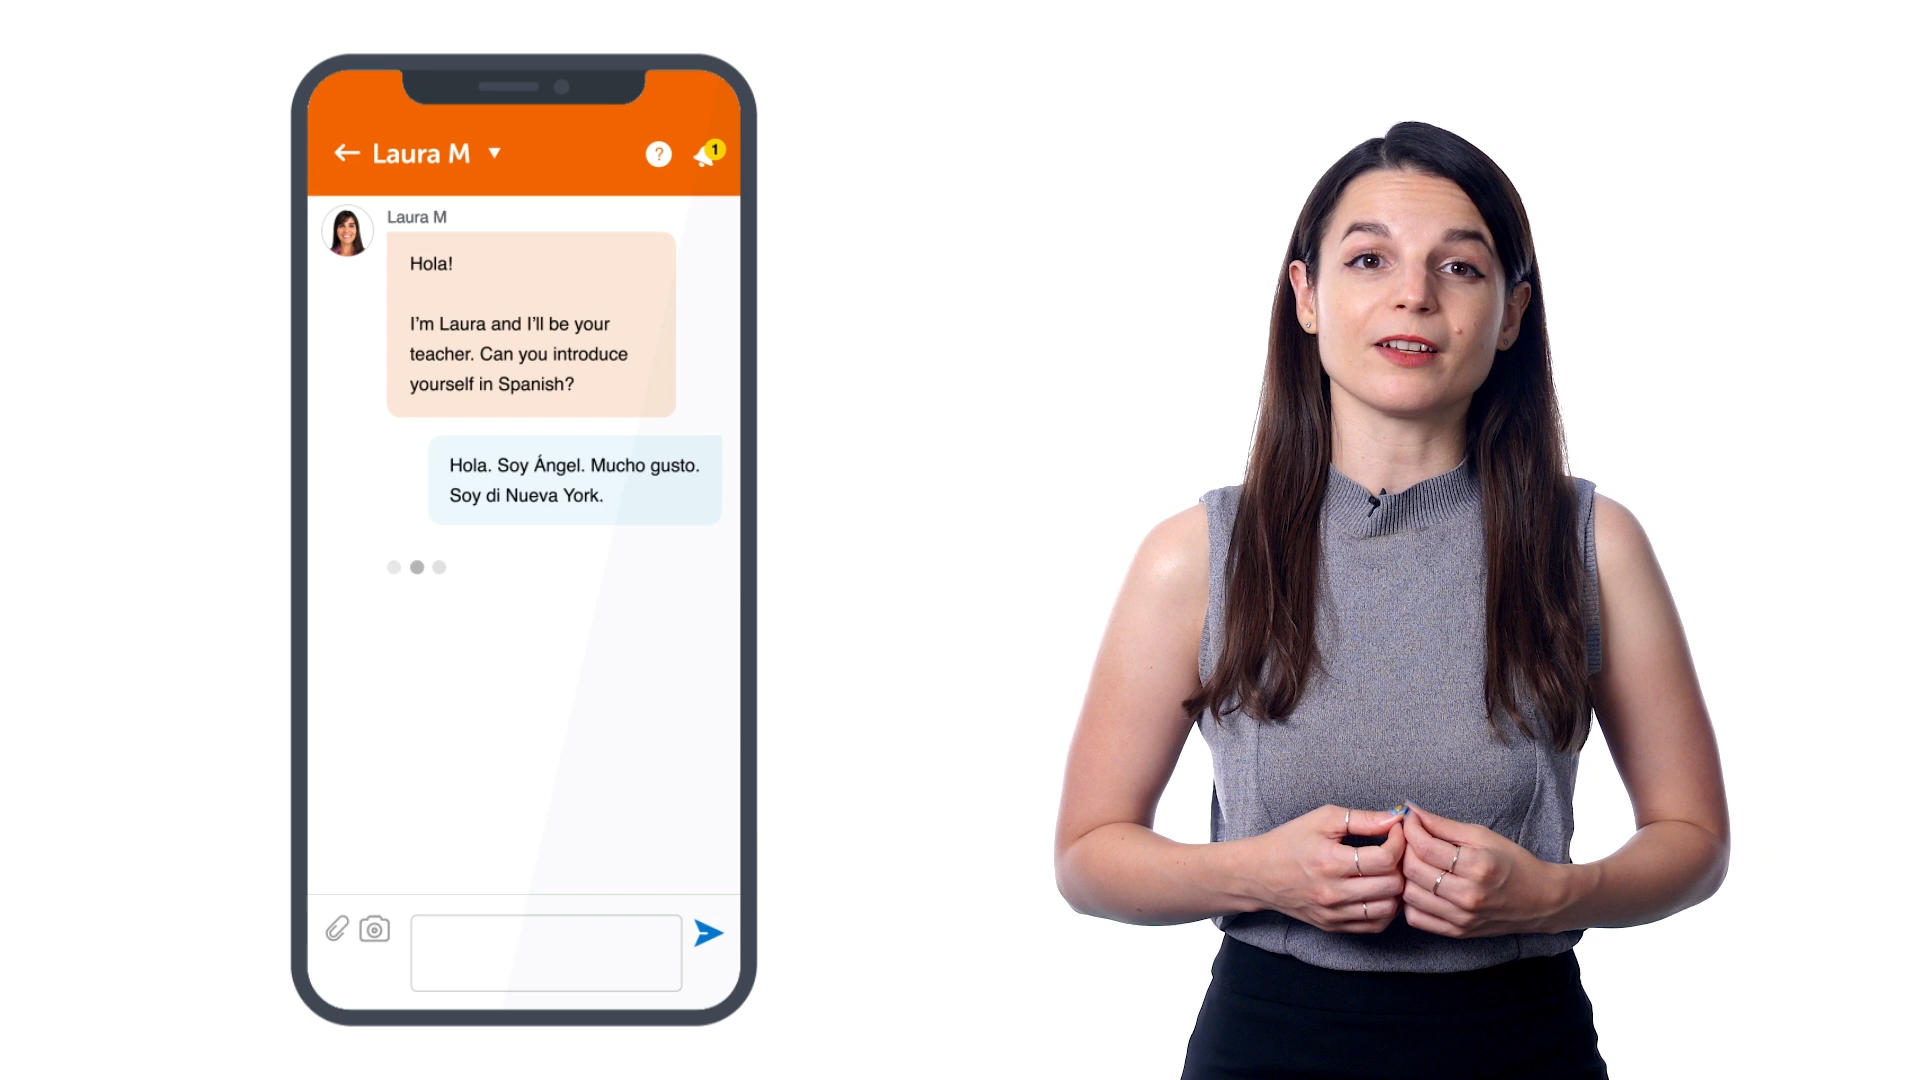 Laura M
?
1
Laura M
Hola!
I’m Laura and I’ll be your
teacher. Can you introduce
yourself in Spanish?
Hola. Soy Ángel. Mucho gusto.
Soy di Nueva York.